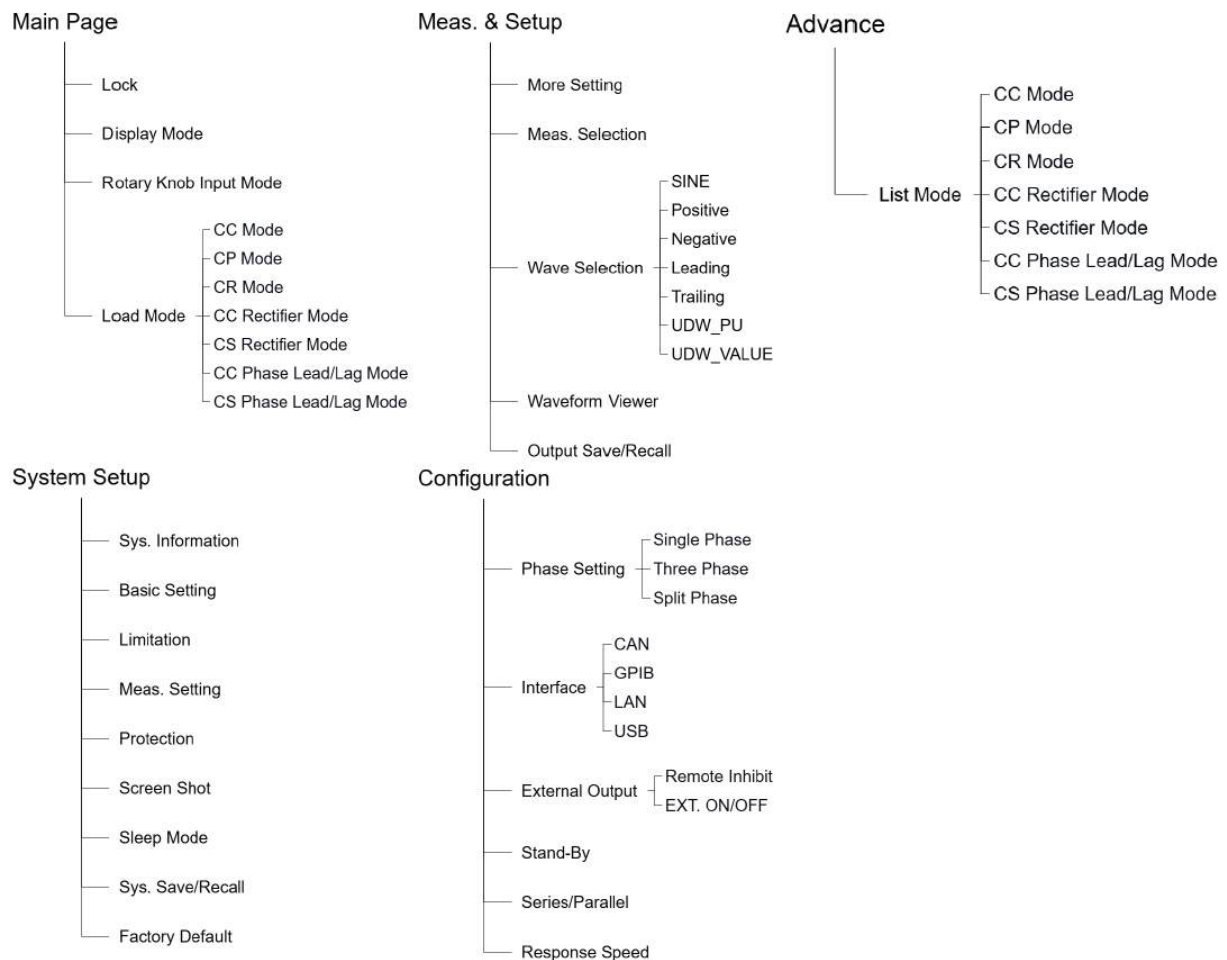 Main Page
Lock
Display Mode
Rotary Knob Input Mode
Load Mode
CC Mode
CP Mode
CR Mode
CC Rectifier Mode
CS Rectifier Mode
CC Phase Lead/Lag Mode
CS Phase Lead/Lag Mode
Meas. & Setup
More Setting
Meas. Selection
Wave Selection
SINE
Positive
Negative
Leading
Trailing
UDW_PU
UDW_VALUE
Waveform Viewer
Output Save/Recall
Advance
List Mode
CC Mode
CP Mode
CR Mode
CC Rectifier Mode
CS Rectifier Mode
CC Phase Lead/Lag Mode
CS Phase Lead/Lag Mode
System Setup
Sys. Information
Basic Setting
Limitation
Meas. Setting
Protection
Screen Shot
Sleep Mode
Sys. Save/Recall
Factory Default
Configuration
Phase Setting
Single Phase
Three Phase
Split Phase
Interface
CAN
GPIB
LAN
USB
External Output
Remote Inhibit
EXT. ON/OFF
Stand-By
Series/Parallel
Response Speed